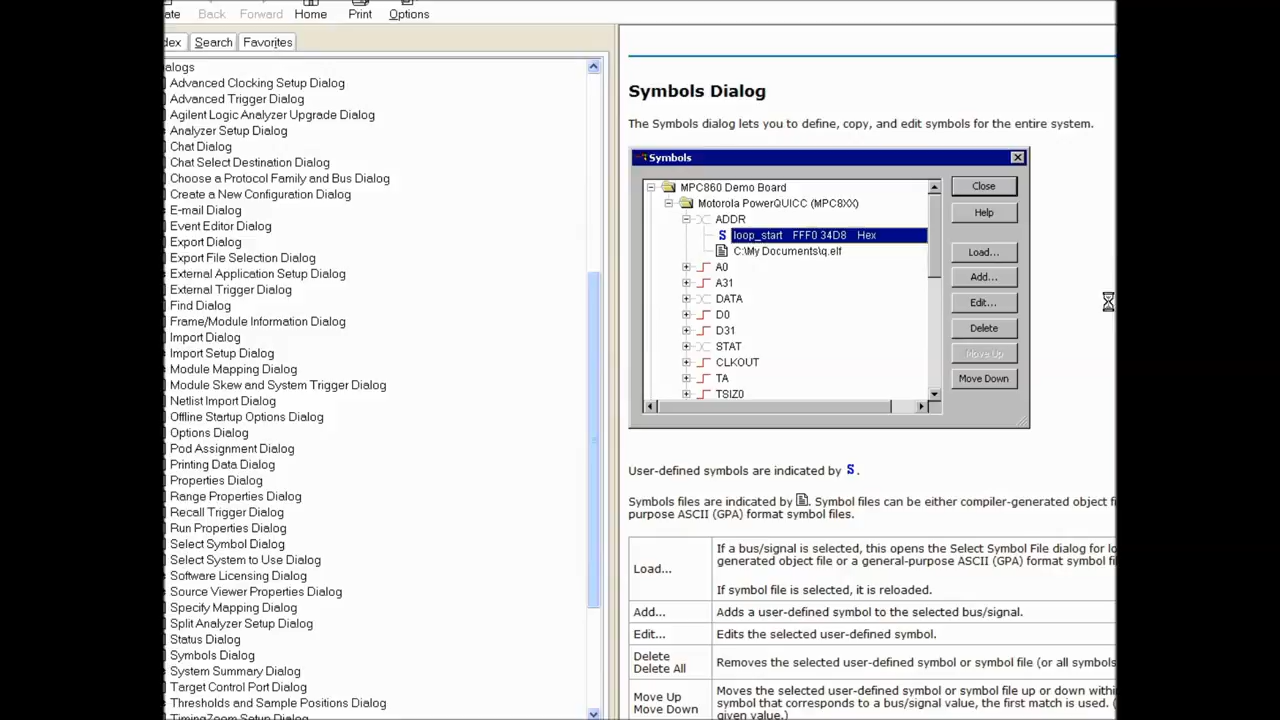 ate Back Forward Home Print Options
dex Search Favorites
alogs
Advanced Clocking Setup Dialog
Advanced Trigger Dialog
Agilent Logic Analyzer Upgrade Dialog
Analyzer Setup Dialog
Chat Dialog
Chat Select Destination Dialog
Choose a Protocol Family and Bus Dialog
Create a New Configuration Dialog
E-mail Dialog
Event Editor Dialog
Export Dialog
Export File Selection Dialog
External Application Setup Dialog
External Trigger Dialog
Find Dialog
Frame/Module Information Dialog
Import Dialog
Import Setup Dialog
Module Mapping Dialog
Module Skew and System Trigger Dialog
Netlist Import Dialog
Offline Startup Options Dialog
Options Dialog
Pod Assignment Dialog
Printing Data Dialog
Properties Dialog
Range Properties Dialog
Recall Trigger Dialog
Run Properties Dialog
Select Symbol Dialog
Select System to Use Dialog
Software Licensing Dialog
Source Viewer Properties Dialog
Specify Mapping Dialog
Split Analyzer Setup Dialog
Status Dialog
Symbols Dialog
System Summary Dialog
Target Control Port Dialog
Thresholds and Sample Positions Dialog
TimingZoom Setup Dialog
Symbols Dialog
The Symbols dialog lets you to define, copy, and edit symbols for the entire system.
Symbols
MPC860 Demo Board
Motorola PowerQUICC (MPC8XX)
ADDR
S loop_start FFF0 34D8 Hex
C:\My Documents\q.elf
A0
A31
DATA
D0
D31
STAT
CLKOUT
TA
TSIZ0
Close
Help
Load...
Add...
Edit...
Delete
Move Up
Move Down
User-defined symbols are indicated by S.
Symbols files are indicated by . Symbol files can be either compiler-generated object fi
purpose ASCII (GPA) format symbol files.
Load...
If a bus/signal is selected, this opens the Select Symbol File dialog for lo
generated object file or a general-purpose ASCII (GPA) format symbol fi
If symbol file is selected, it is reloaded.
Add... Adds a user-defined symbol to the selected bus/signal.
Edit... Edits the selected user-defined symbol.
Delete
Delete All
Removes the selected user-defined symbol or symbol file (or all symbols
Move Up
Move Down
Moves the selected user-defined symbol or symbol file up or down within
symbol that corresponds to a bus/signal value, the first match is used. (
given value.)